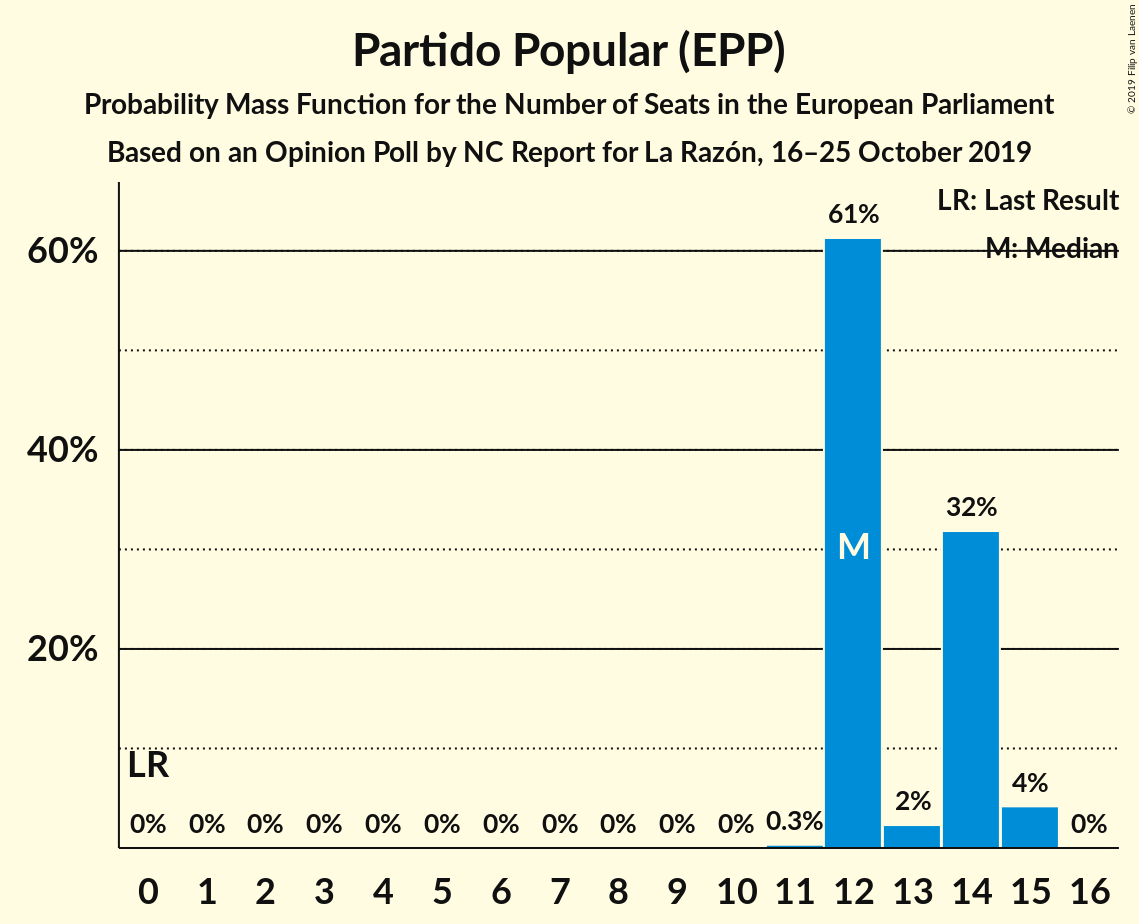 Partido Popular (EPP)
Probability Mass Function for the Number of Seats in the European Parliament
Based on an Opinion Poll by NC Report for La Razón, 16–25 October 2019
© 2019 Filip van Laenen
LR: Last Result
M: Median
60%
40%
20%
61%
32%
M
LR
0% 0% 0% 0% 0% 0% 0% 0% 0% 0% 0% 0.3% 2% 4% 0%
0 1 2 3 4 5 6 7 8 9 10 11 12 13 14 15 16